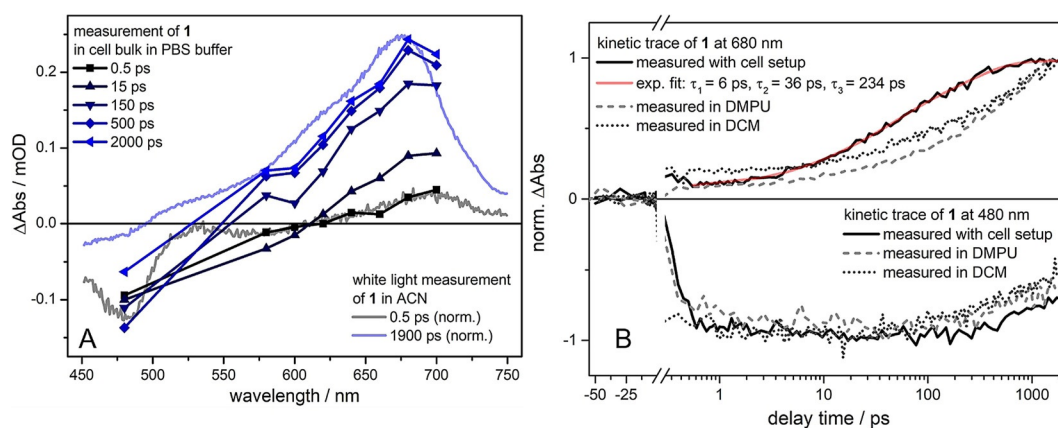 measurement of 1
in cell bulk in PBS buffer
0.5 ps
15 ps
150 ps
500 ps
2000 ps
0.2
0.1
0.0
-0.1
ΔAbs / mOD
A
white light measurement
of 1 in ACN
0.5 ps (norm.)
1900 ps (norm.)
450 500 550 600 650 700 750
wavelength / nm
kinetic trace of 1 at 680 nm
measured with cell setup
exp. fit: τ1 = 6 ps, τ2 = 36 ps, τ3 = 234 ps
measured in DMPU
measured in DCM
1
0
-1
norm. ΔAbs
kinetic trace of 1 at 480 nm
measured with cell setup
measured in DMPU
measured in DCM
B
-50 -25 1 10 100 1000
delay time / ps